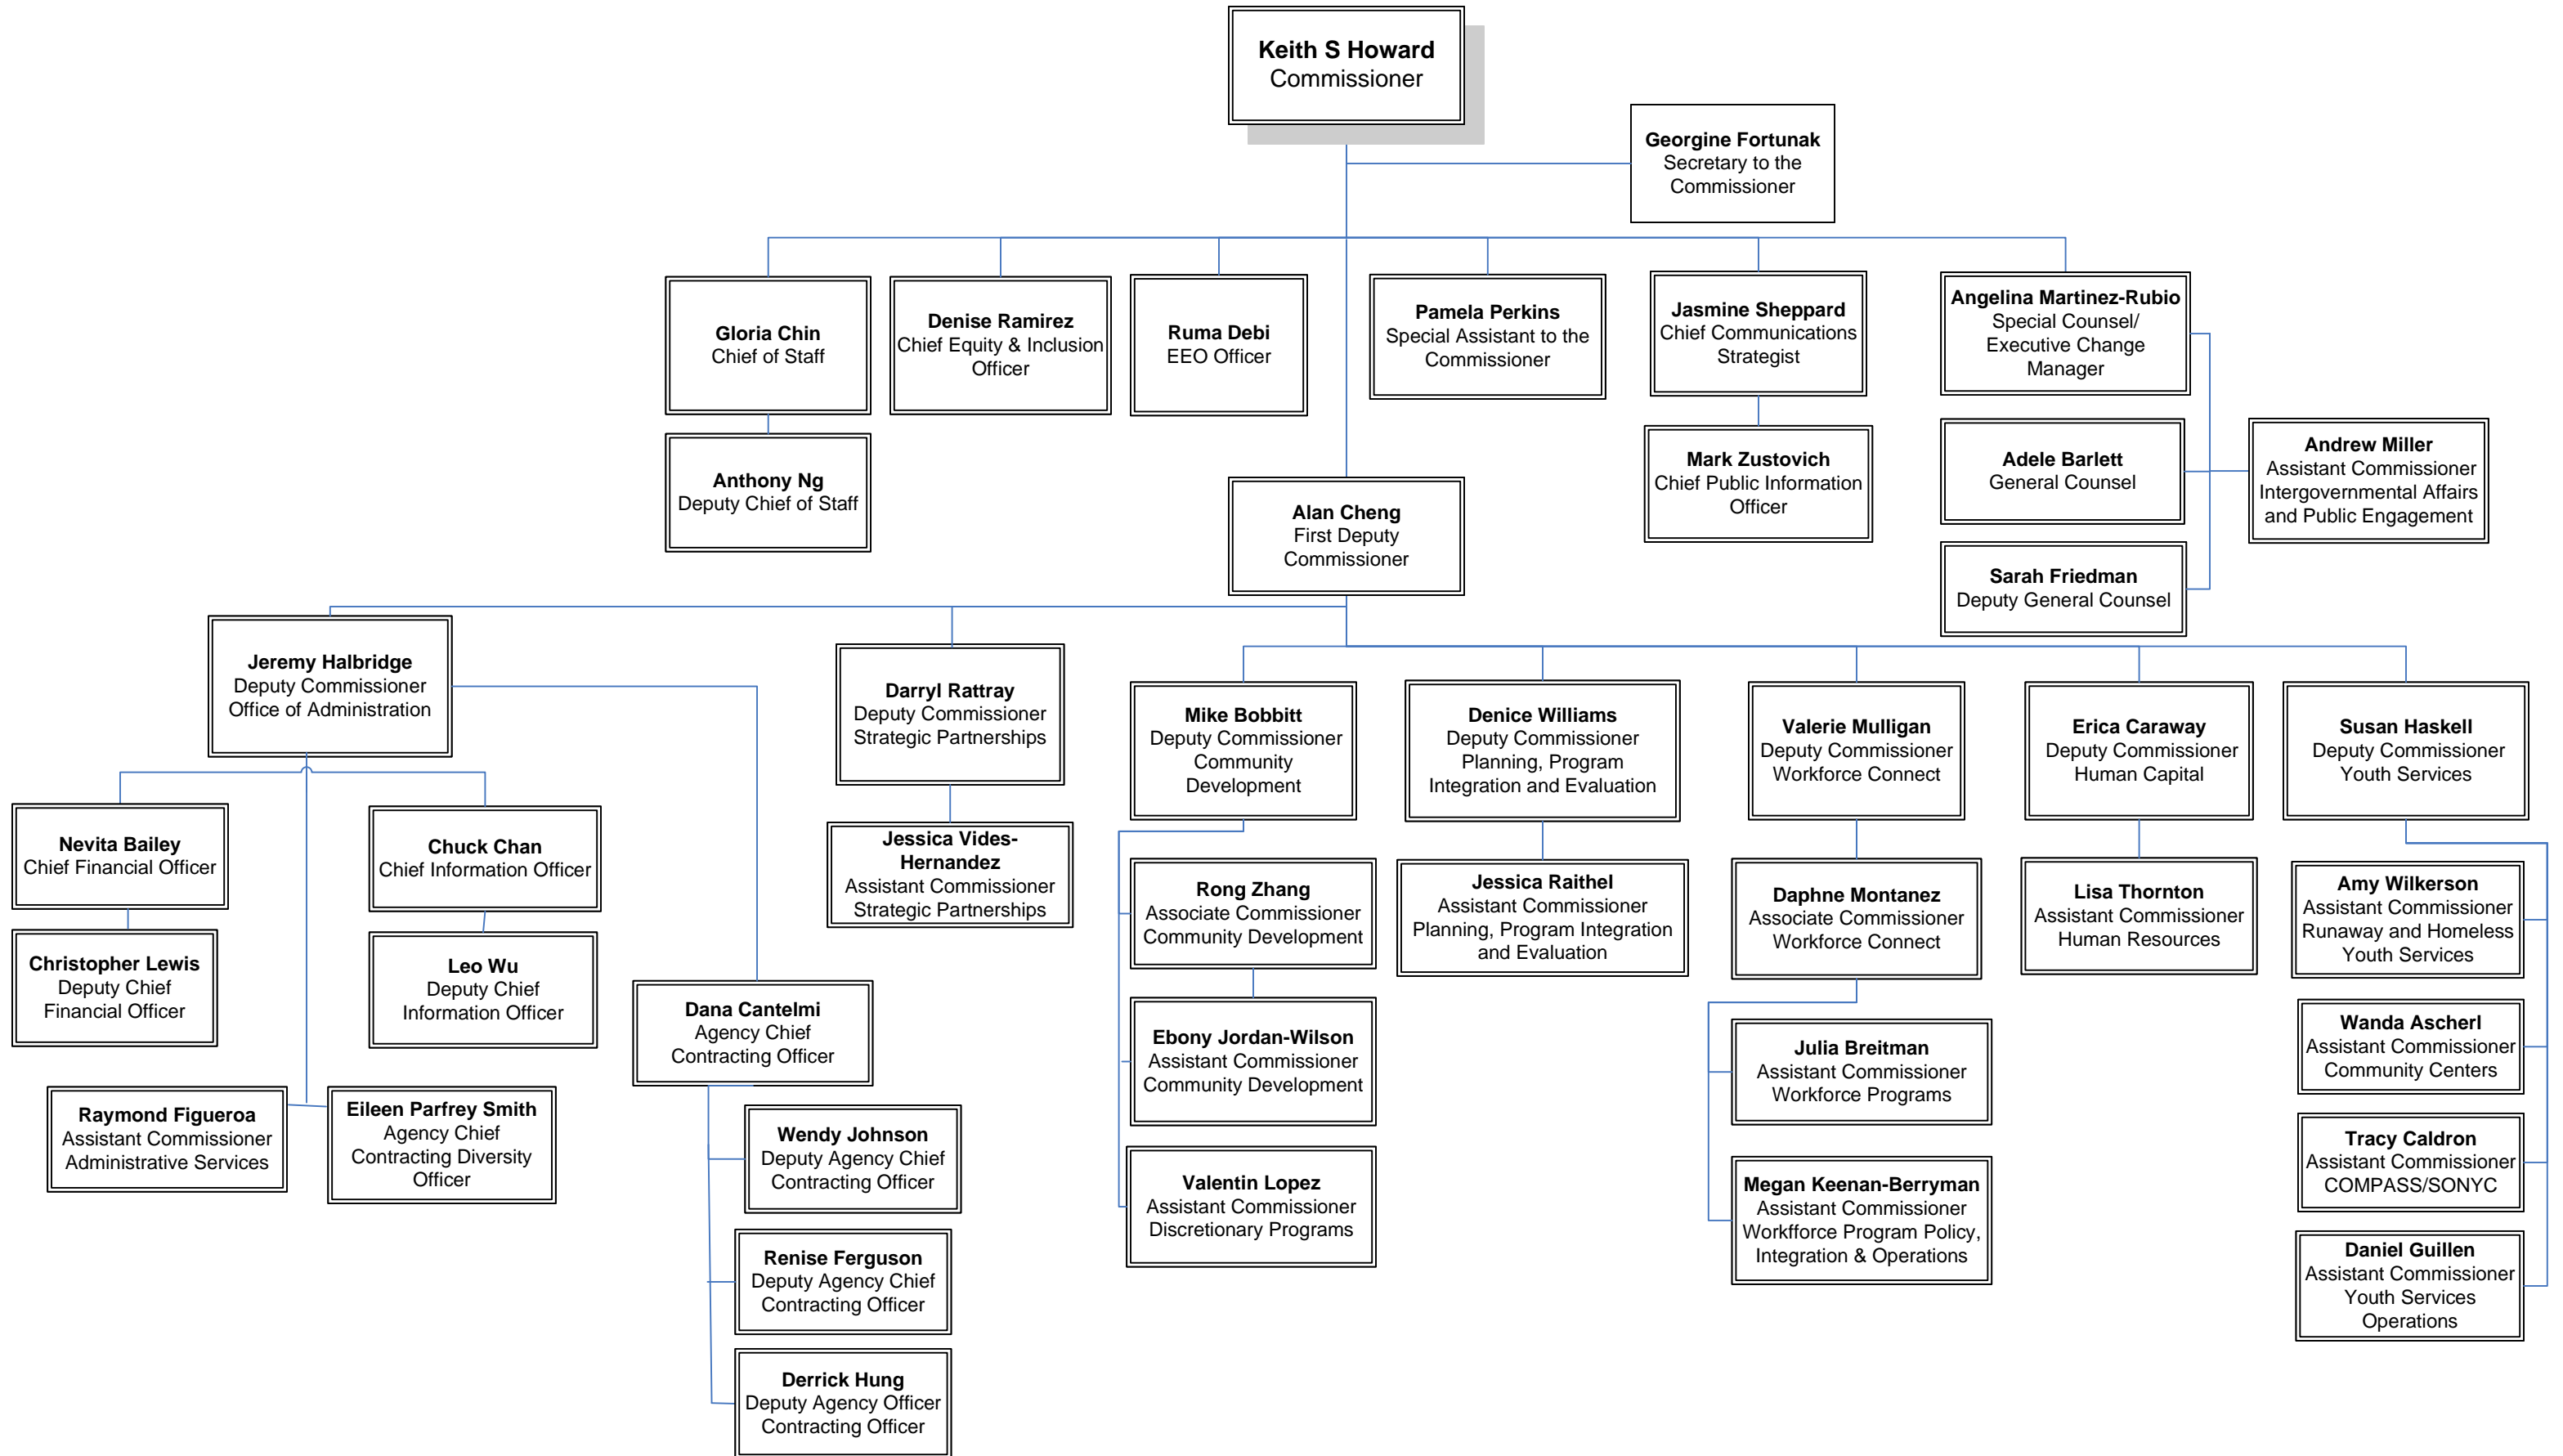 Keith S Howard
Commissioner
Georgine Fortunak
Secretary to the
Commissioner
Gloria Chin
Chief of Staff
Denise Ramirez
Chief Equity & Inclusion
Officer
Ruma Debi
EEO Officer
Pamela Perkins
Special Assistant to the
Commissioner
Jasmine Sheppard
Chief Communications
Strategist
Angelina Martinez-Rubio
Special Counsel/
Executive Change
Manager
Anthony Ng
Deputy Chief of Staff
Mark Zustovich
Chief Public Information
Officer
Adele Barlett
General Counsel
Andrew Miller
Assistant Commissioner
Intergovernmental Affairs
and Public Engagement
Alan Cheng
First Deputy
Commissioner
Sarah Friedman
Deputy General Counsel
Jeremy Halbridge
Deputy Commissioner
Office of Administration
Darryl Rattray
Deputy Commissioner
Strategic Partnerships
Mike Bobbitt
Deputy Commissioner
Community
Development
Denice Williams
Deputy Commissioner
Planning, Program
Integration and Evaluation
Valerie Mulligan
Deputy Commissioner
Workforce Connect
Erica Caraway
Deputy Commissioner
Human Capital
Susan Haskell
Deputy Commissioner
Youth Services
Nevita Bailey
Chief Financial Officer
Chuck Chan
Chief Information Officer
Jessica Vides-
Hernandez
Assistant Commissioner
Strategic Partnerships
Rong Zhang
Associate Commissioner
Community Development
Jessica Raithel
Assistant Commissioner
Planning, Program Integration
and Evaluation
Daphne Montanez
Associate Commissioner
Workforce Connect
Lisa Thornton
Assistant Commissioner
Human Resources
Amy Wilkerson
Assistant Commissioner
Runaway and Homeless
Youth Services
Christopher Lewis
Deputy Chief
Financial Officer
Leo Wu
Deputy Chief
Information Officer
Dana Cantelmi
Agency Chief
Contracting Officer
Ebony Jordan-Wilson
Assistant Commissioner
Community Development
Julia Breitman
Assistant Commissioner
Workforce Programs
Wanda Ascherl
Assistant Commissioner
Community Centers
Raymond Figueroa
Assistant Commissioner
Administrative Services
Eileen Parfrey Smith
Agency Chief
Contracting Diversity
Officer
Wendy Johnson
Deputy Agency Chief
Contracting Officer
Valentin Lopez
Assistant Commissioner
Discretionary Programs
Megan Keenan-Berryman
Assistant Commissioner
Workfforce Program Policy,
Integration & Operations
Tracy Caldron
Assistant Commissioner
COMPASS/SONYC
Renise Ferguson
Deputy Agency Chief
Contracting Officer
Daniel Guillen
Assistant Commissioner
Youth Services
Operations
Derrick Hung
Deputy Agency Officer
Contracting Officer